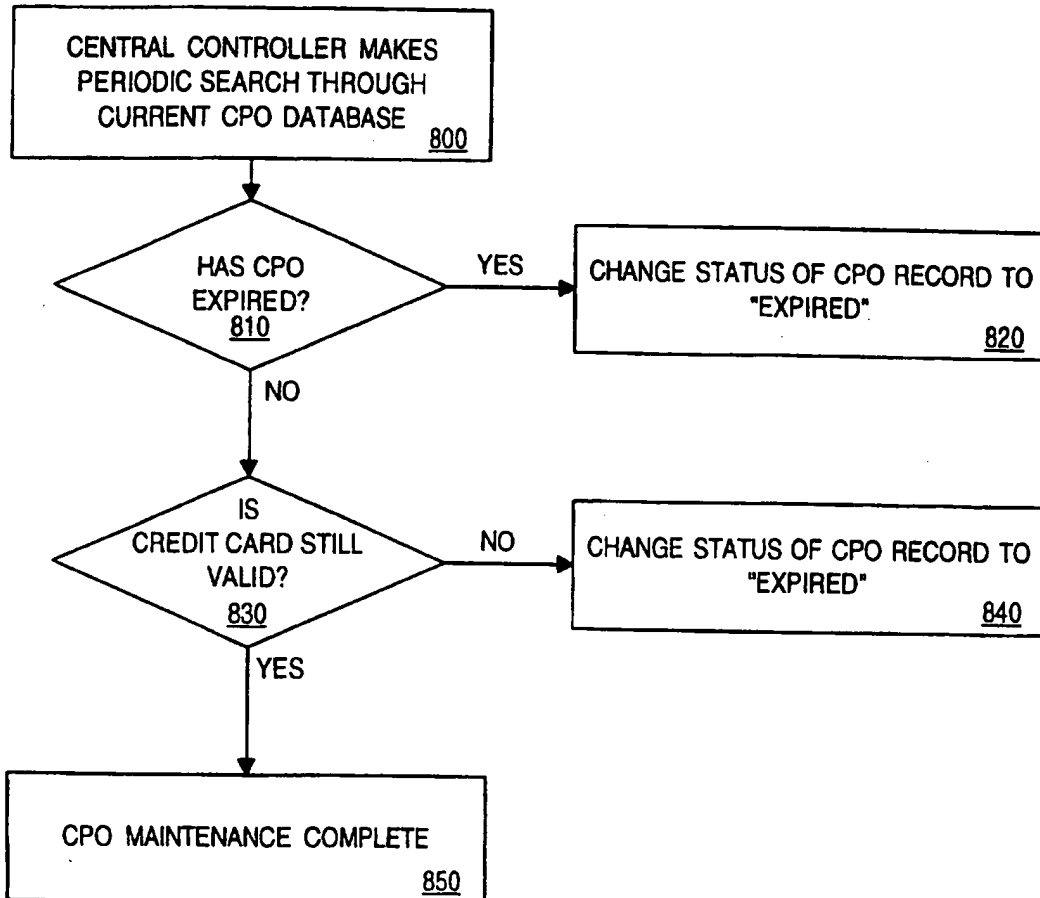 CENTRAL CONTROLLER MAKES
PERIODIC SEARCH THROUGH
CURRENT CPO DATABASE
800
HAS CPO
EXPIRED?
810
YES
CHANGE STATUS OF CPO RECORD TO
"EXPIRED"
820
NO
IS
CREDIT CARD STILL
VALID?
830
NO
CHANGE STATUS OF CPO RECORD TO
"EXPIRED"
840
YES
CPO MAINTENANCE COMPLETE
850